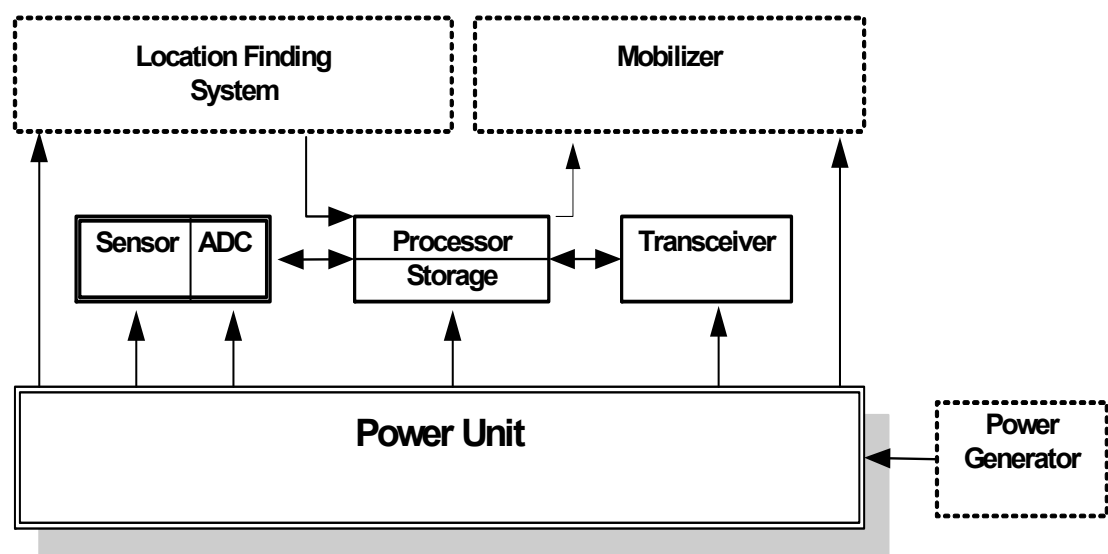 Location Finding
System
Mobilizer
Sensor
ADC
Processor
Storage
Transceiver
Power Unit
Power
Generator